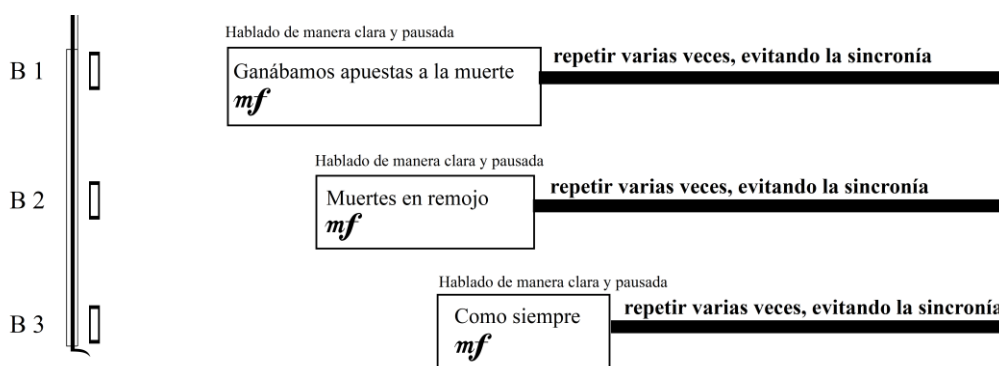 Hablado de manera clara y pausada
B 1
Ganábamos apuestas a la muerte
repetir varias veces, evitando la sincronía
mf
Hablado de manera clara y pausada
B 2
Muertes en remojo
repetir varias veces, evitando la sincronía
mf
Hablado de manera clara y pausada
B 3
Como siempre
repetir varias veces, evitando la sincronía
mf